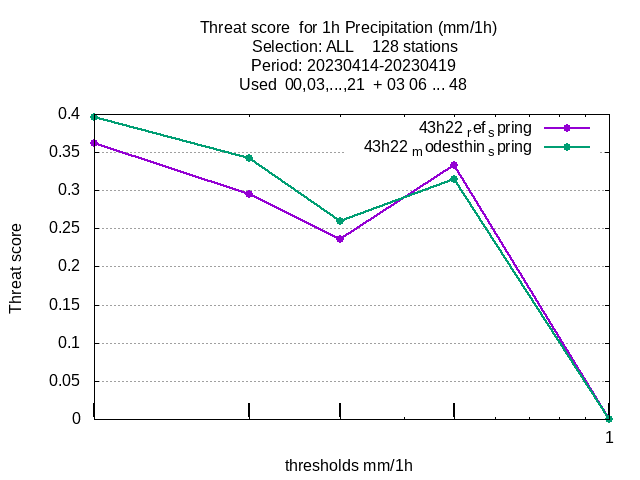 Threat score  for 1h Precipitation (mm/1h)
Selection: ALL    128 stations
Period: 20230414-20230419
Used  00,03,...,21  + 03 06 ... 48
43h22 ref spring
43h22 modesthin spring
0.4
0.35
0.3
0.25
0.2
0.15
0.1
0.05
0
Threat score
1
thresholds mm/1h